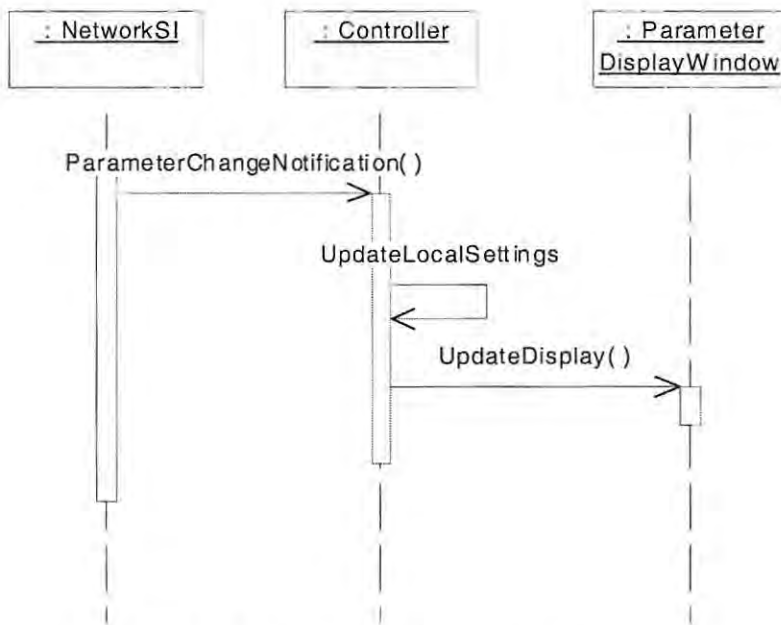 : NetworkSI
: Controller
: Parameter
DisplayWindow
ParameterChangeNotification()
UpdateLocalSettings
UpdateDisplay()